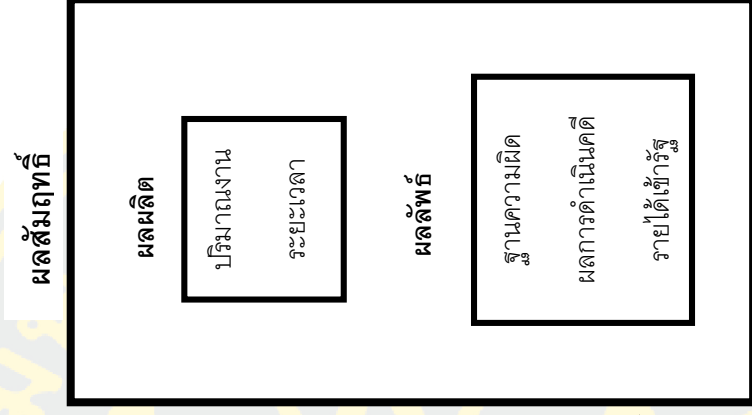 ผลสัมฤทธิ์
ผลผลิต
ปริมาณงาน
ระยะเวลา
ผลลัพธ์
ฐานความผิด
ผลการดำเนินคดี
รายได้เข้ารัฐ